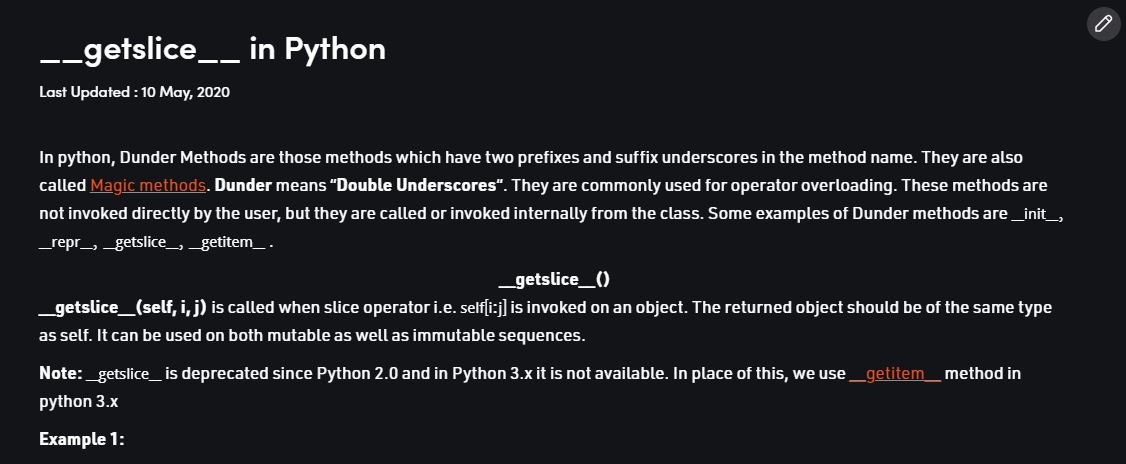 __getslice__ in Python
Last Updated : 10 May, 2020
In python, Dunder Methods are those methods which have two prefixes and suffix underscores in the method name. They are also
called Magic methods. Dunder means “Double Underscores“. They are commonly used for operator overloading. These methods are
not invoked directly by the user, but they are called or invoked internally from the class. Some examples of Dunder methods are __init__,
__repr__, __getslice__, __getitem__ .
__getslice__()
__getslice__(self, i, j) is called when slice operator i.e. self[i:j] is invoked on an object. The returned object should be of the same type
as self. It can be used on both mutable as well as immutable sequences.
Note: __getslice__ is deprecated since Python 2.0 and in Python 3.x it is not available. In place of this, we use __getitem__ method in
python 3.x
Example 1: